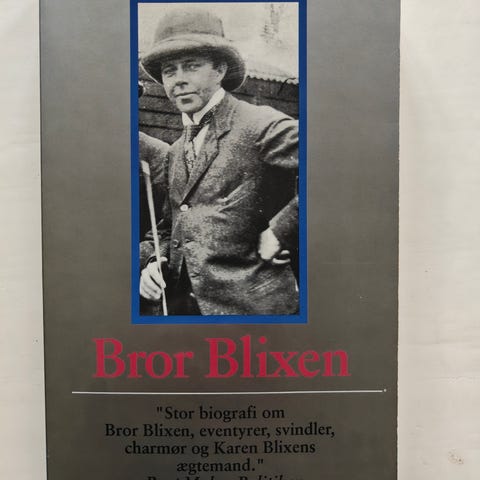 Bror Blixen
"Stor biografi om
Bror Blixen, eventyrer, svindler,
charmør og Karen Blixens
ægtemand."